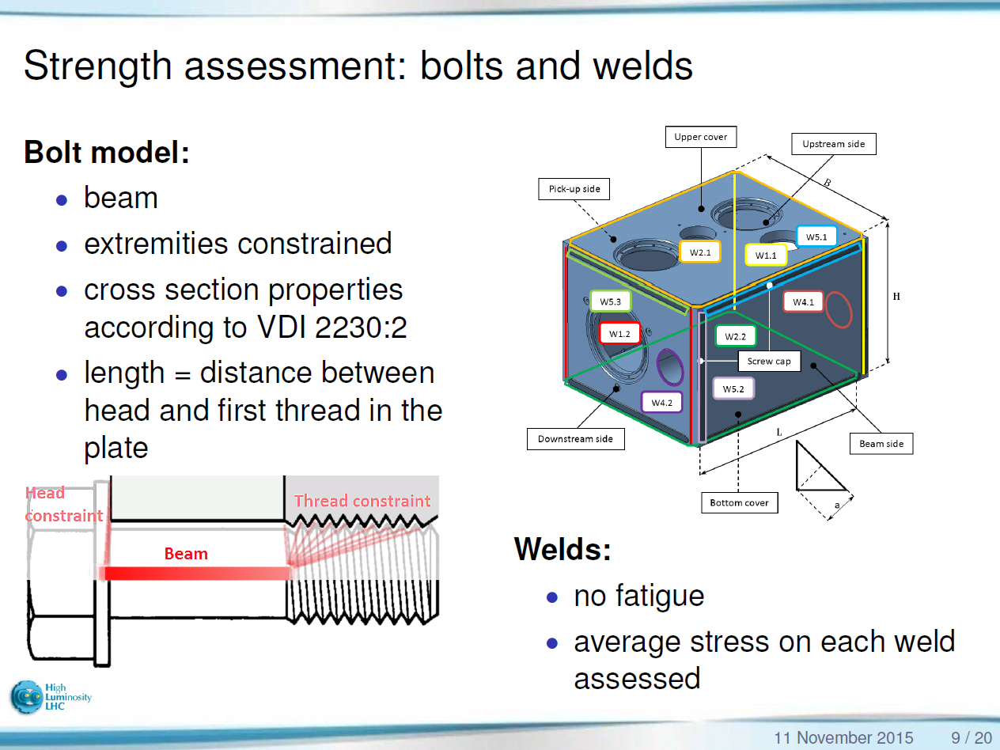 Strength assessment: bolts and welds
Bolt model:
• beam
• extremities constrained
• cross section properties
according to VDI 2230:2
• length = distance between
head and first thread in the
plate
Head
constraint
Thread constraint
Beam
Upper cover
Upstream side
Pick-up side
B
W5.1
W2.1
W1.1
H
W5.3
W4.1
W1.2
W2.2
Screw cap
W5.2
W4.2
L
Downstream side
Beam side
Bottom cover
a
Welds:
• no fatigue
• average stress on each weld
assessed
High
Luminosity
LHC
11 November 2015
9 / 20